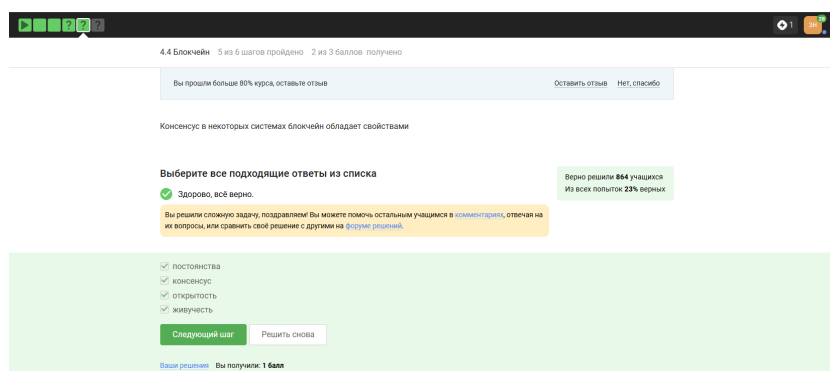 ? ? ?
1 ЗН
4.4 Блокчейн 5 из 6 шагов пройдено 2 из 3 баллов получено
Вы прошли больше 80% курса, оставьте отзыв Оставить отзыв Нет, спасибо
Консенсус в некоторых системах блокчейн обладает свойствами
Выберите все подходящие ответы из списка
Здорово, всё верно.
Верно решили 864 учащихся
Из всех попыток 23% верных
Вы решили сложную задачу, поздравляем! Вы можете помочь остальным учащимся в комментариях, отвечая на
их вопросы, или сравнить своё решение с другими на форуме решений.
постоянства
консенсус
открытость
живучесть
Следующий шаг Решить снова
Ваши решения Вы получили: 1 балл